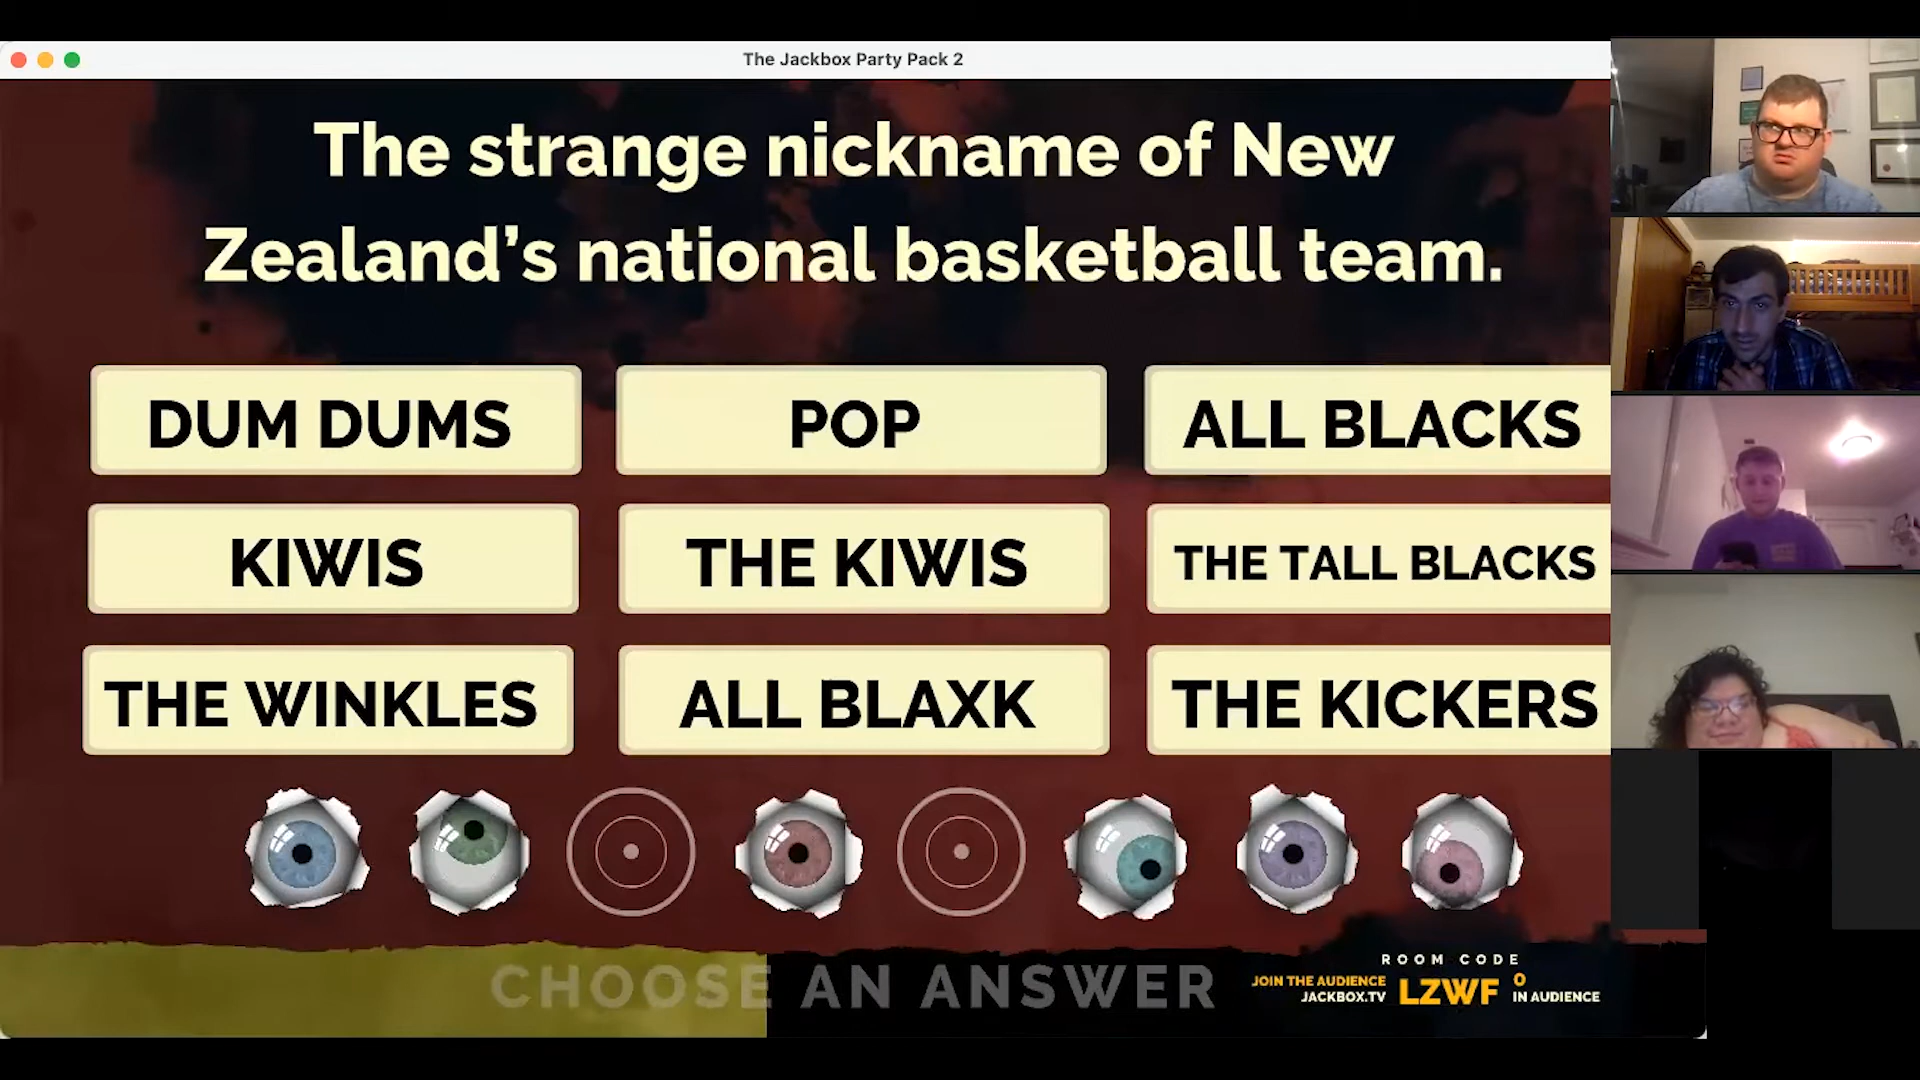 The Jackbox Party Pack 2
The strange nickname of New
Zealand's national basketball team.
DUM DUMS
POP
ALL BLACKS
KIWIS
THE KIWIS
THE TALL BLACKS
THE WINKLES
ALL BLAXK
THE KICKERS
CHOOSE AN ANSWER
ROOM CODE
JOIN THE AUDIENCE
JACKBOX.TV
LZWF
0
IN AUDIENCE